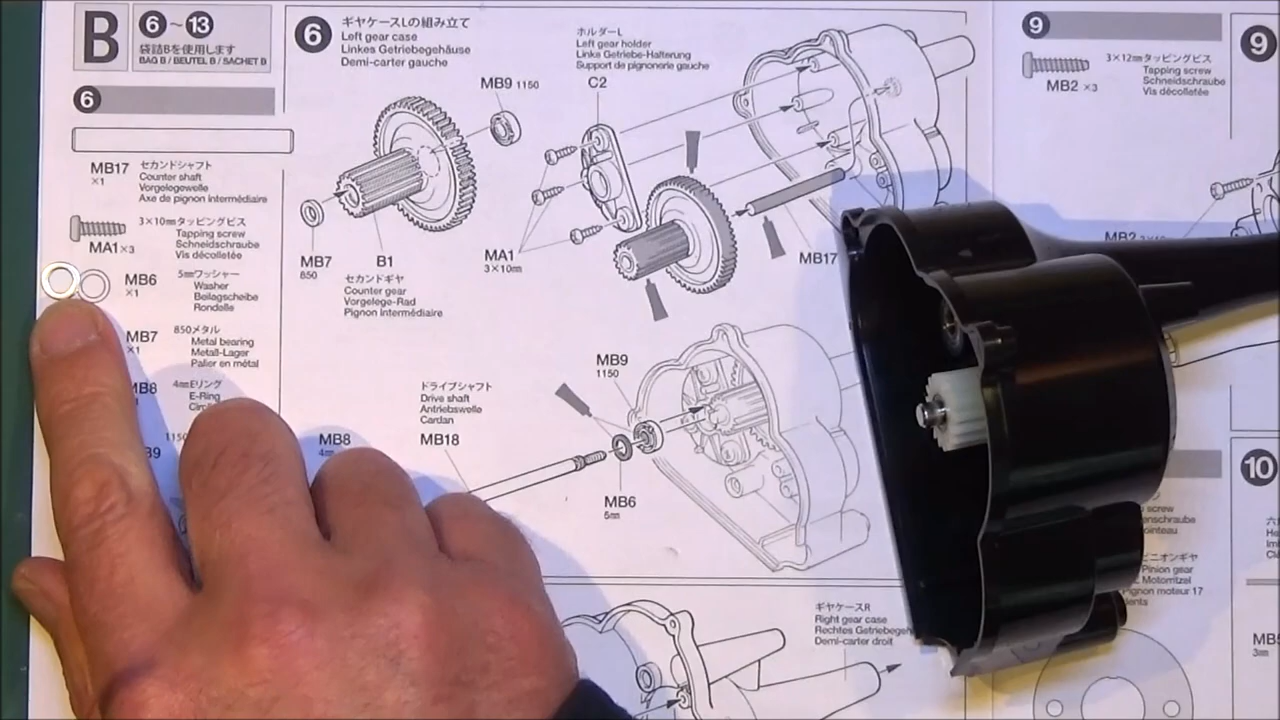 B
6～13
袋詰Bを使用します
BAG B / BEUTEL B / SACHET B
6
MB17
×1
セカンドシャフト
Counter shaft
Vorgelegewelle
Axe de pignon intermédiaire
MA1×3
3×10mmタッピングビス
Tapping screw
Schneidschraube
Vis décolletée
MB6
×1
5mmワッシャー
Washer
Beilagscheibe
Rondelle
MB7
×1
850メタル
Metal bearing
Metall-Lager
Palier en métal
MB8
4mmEリング
E-Ring
1150
6
ギヤケースLの組み立て
Left gear case
Linkes Getriebegehäuse
Demi-carter gauche
MB9 1150
ホルダーL
Left gear holder
Linke Getriebe-Halterung
Support de pignonerie gauche
C2
MB7
850
B1
セカンドギヤ
Counter gear
Vorgelege-Rad
Pignon intermédiaire
MA1
3×10mm
MB17
MB9
1150
ドライブシャフト
Drive shaft
Antriebswelle
Cardan
MB18
MB8
MB6
5mm
ギヤケースR
Right gear case
Demi-carter droit
9
MB2 ×3
3×12mmタッピングビス
Tapping screw
Schneidschraube
Vis décolletée
9
MB2
10
Pinion gear
Motorritzel
Pignon moteur 17
3mm